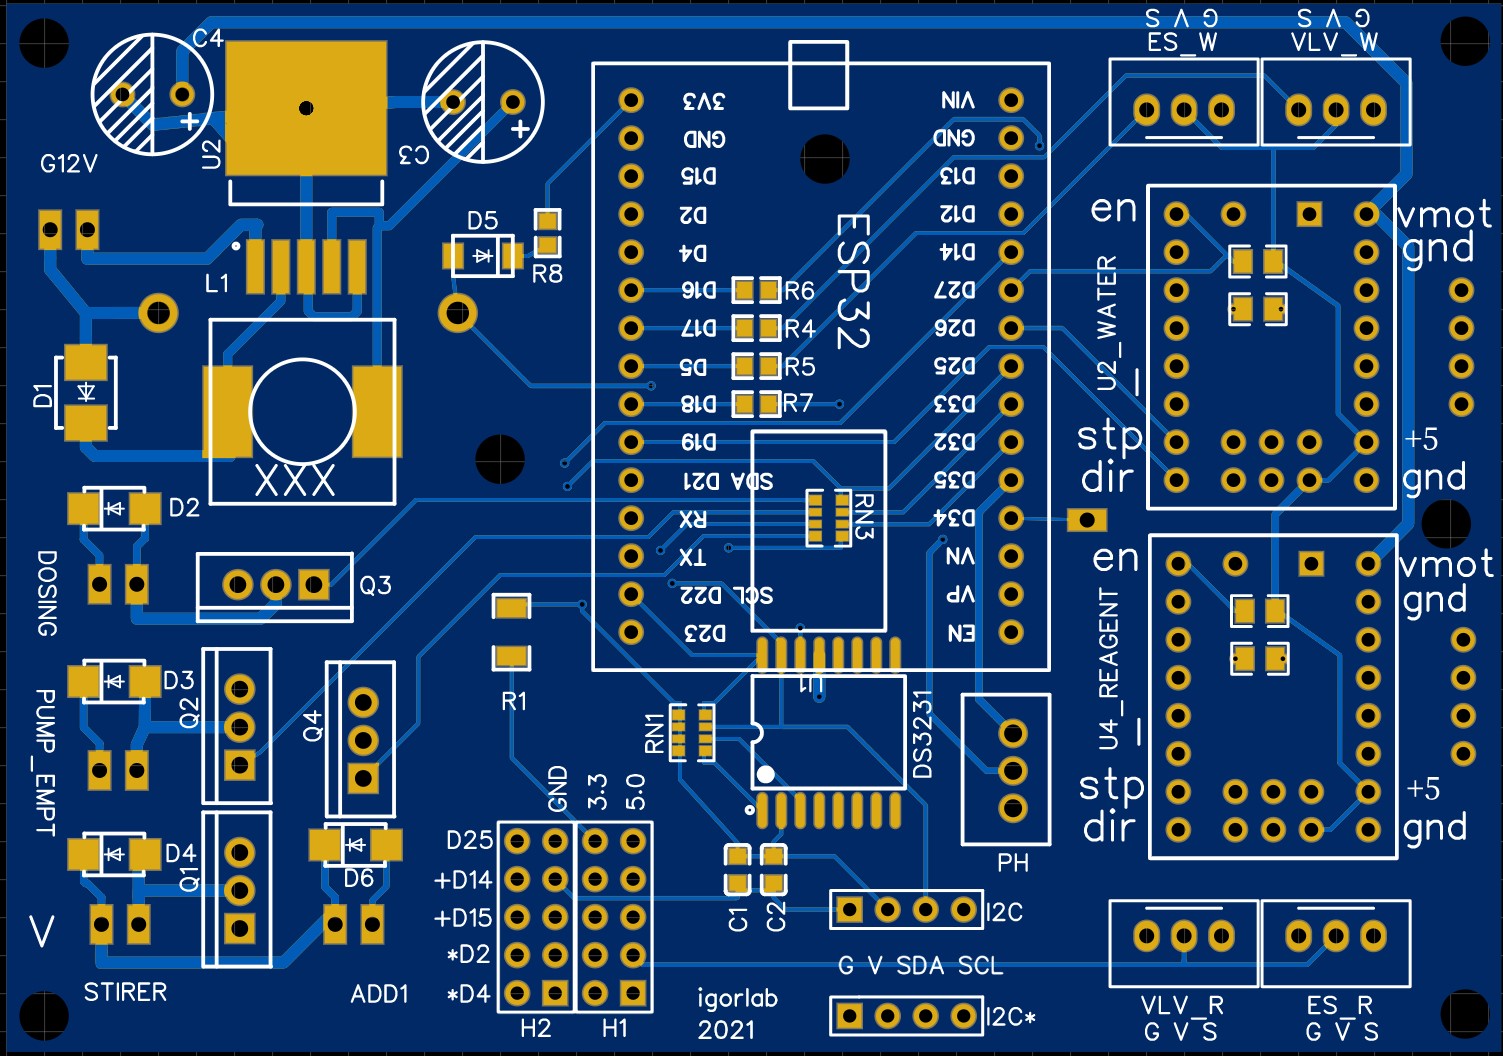 G V S
S V G
ES_W
VLV_W
C4
U2
C3
G12V
3V3
GND
D15
D2
D4
D16
D17
D5
D18
D19
SDA D21
RX
TX
SCL D22
D23
VIN
GND
D13
D12
D14
D27
D26
D25
D33
D32
D35
D34
VN
VP
EN
ESP32
D5
R8
L1
R6
R4
R5
R7
D1
XXX
en
vmot
gnd
U2_WATER
stp
dir
+5
gnd
D2
RN3
DOSING
Q3
en
vmot
gnd
U4_REAGENT
stp
dir
+5
gnd
D3
Q2
Q4
R1
U1
RN1
DS3231
PUMP_EMPT
GND
3.3
5.0
PH
D4
Q1
D6
D25
+D14
+D15
*D2
*D4
C1
C2
I2C
V
G V SDA SCL
STIRER
ADD1
H2
H1
igorlab
2021
I2C*
VLV_R
G V S
ES_R
G V S